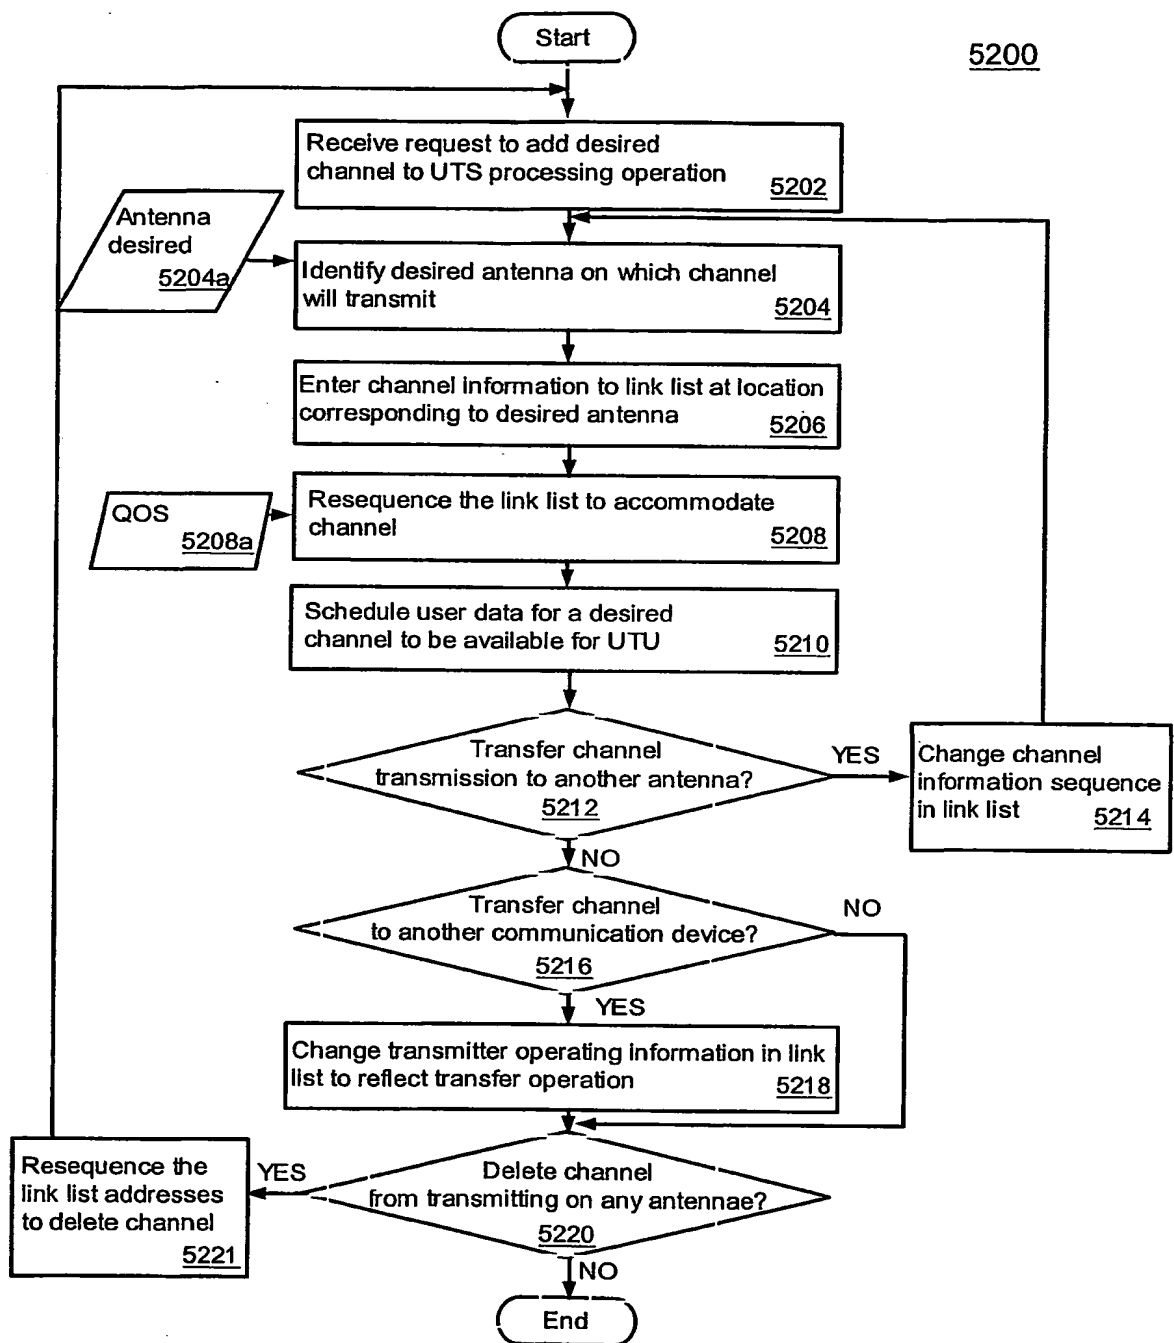 Start
5200
Receive request to add desired
channel to UTS processing operation
5202
Antenna
desired
5204a
Identify desired antenna on which channel
will transmit
5204
Enter channel information to link list at location
corresponding to desired antenna
5206
QOS
5208a
Resequence the link list to accommodate
channel
5208
Schedule user data for a desired
channel to be available for UTU
5210
Transfer channel
transmission to another antenna?
5212
YES
Change channel
information sequence
in link list
5214
NO
Transfer channel
to another communication device?
5216
NO
YES
Change transmitter operating information in link
list to reflect transfer operation
5218
Delete channel
from transmitting on any antennae?
5220
YES
Resequence the
link list addresses
to delete channel
5221
NO
End